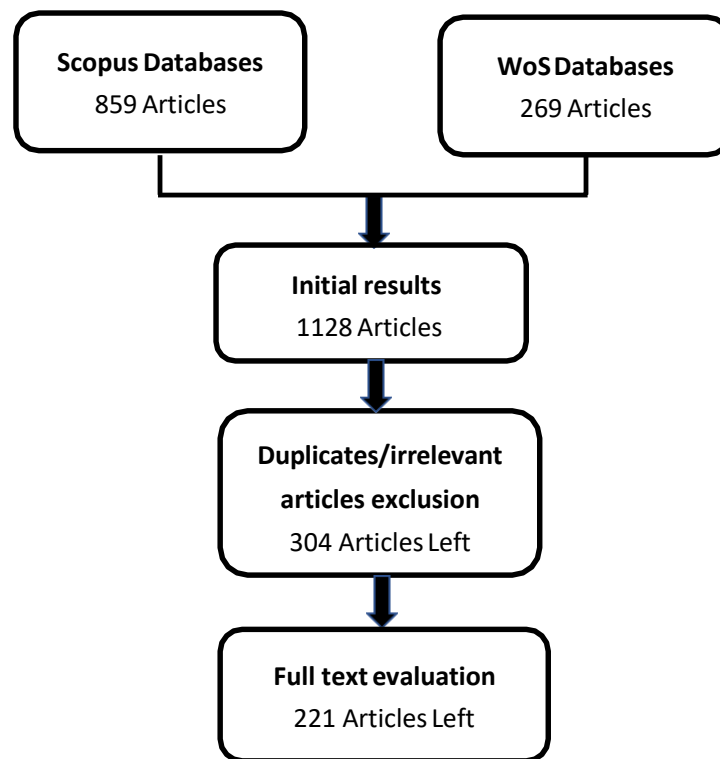 Scopus Databases
859 Articles
WoS Databases
269 Articles
Initial results
1128 Articles
Duplicates/irrelevant
articles exclusion
304 Articles Left
Full text evaluation
221 Articles Left